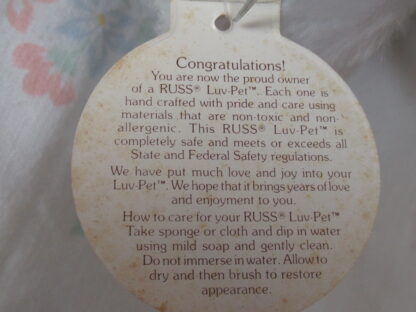 Congratulations!
You are now the proud owner
of a RUSS® Luv-Pet™. Each one is
hand crafted with pride and care using
materials that are non-toxic and non-
allergenic. This RUSS® Luv-Pet™ is
completely safe and meets or exceeds all
State and Federal Safety regulations.
We have put much love and joy into your
Luv-Pet™. We hope that it brings years of love
and enjoyment to you.
How to care for your RUSS® Luv-Pet™
Take sponge or cloth and dip in water
using mild soap and gently clean.
Do not immerse in water. Allow to
dry and then brush to restore
appearance.